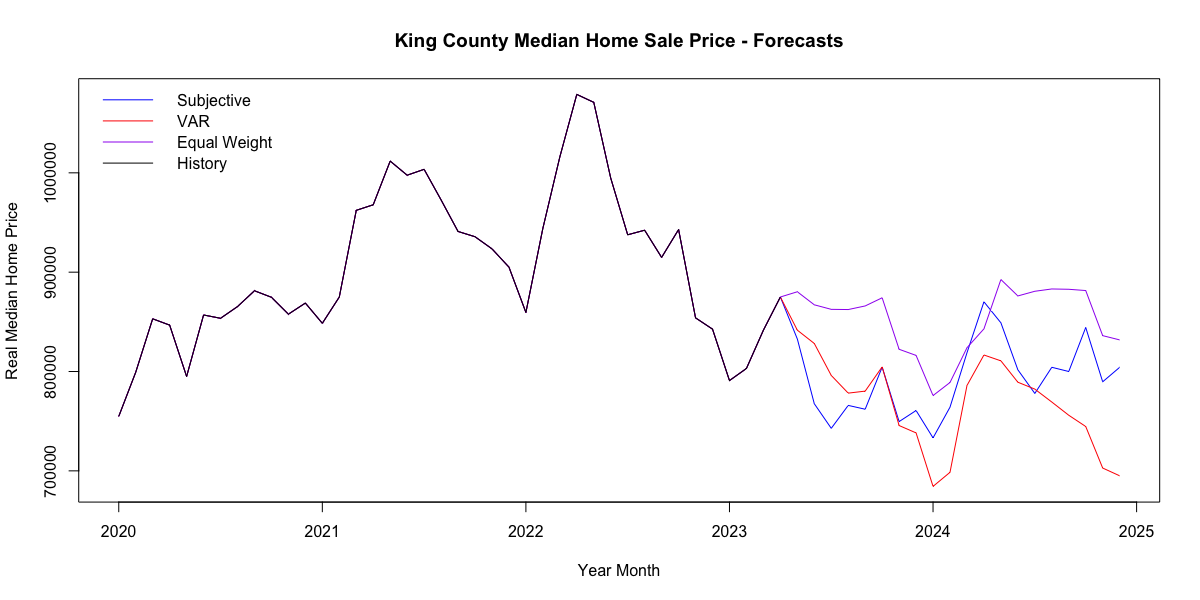 King County Median Home Sale Price - Forecasts
Subjective
VAR
Equal Weight
History
Real Median Home Price
1000000
900000
800000
700000
2020 2021 2022 2023 2024 2025
Year Month